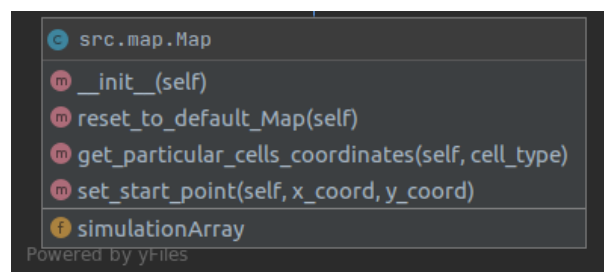 c src.map.Map
m __init__(self)
m reset_to_default_Map(self)
m get_particular_cells_coordinates(self, cell_type)
m set_start_point(self, x_coord, y_coord)
f simulationArray
Powered by yFiles